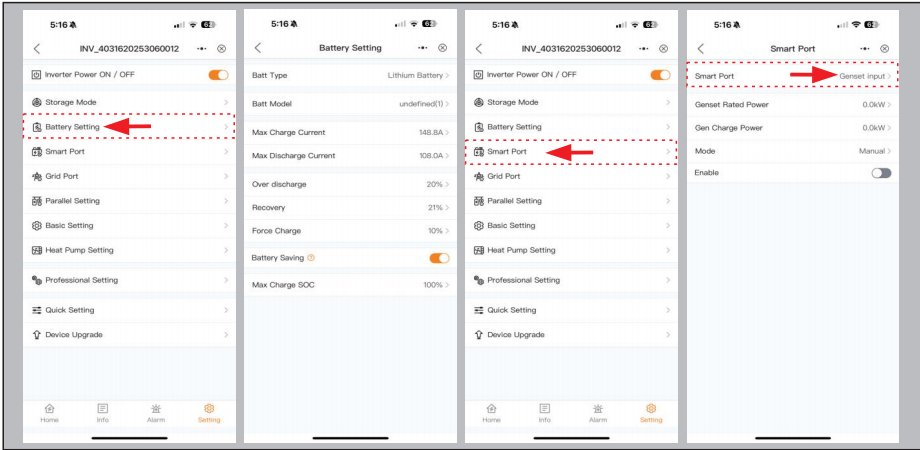 5:16
63
INV_4031620253060012
Inverter Power ON / OFF
Storage Mode
Battery Setting
Smart Port
Grid Port
Parallel Setting
Basic Setting
Heat Pump Setting
Professional Setting
Quick Setting
Device Upgrade
Home Info Alarm Setting
5:16
63
Battery Setting
Batt Type Lithium Battery
Batt Model undefined(1)
Max Charge Current 148.8A
Max Discharge Current 108.0A
Over discharge 20%
Recovery 21%
Force Charge 10%
Battery Saving
Max Charge SOC 100%
5:16
63
INV_4031620253060012
Inverter Power ON / OFF
Storage Mode
Battery Setting
Smart Port
Grid Port
Parallel Setting
Basic Setting
Heat Pump Setting
Professional Setting
Quick Setting
Device Upgrade
Home Info Alarm Setting
5:16
63
Smart Port
Smart Port Genset input
Genset Rated Power 0.0kW
Gen Charge Power 0.0kW
Mode Manual
Enable